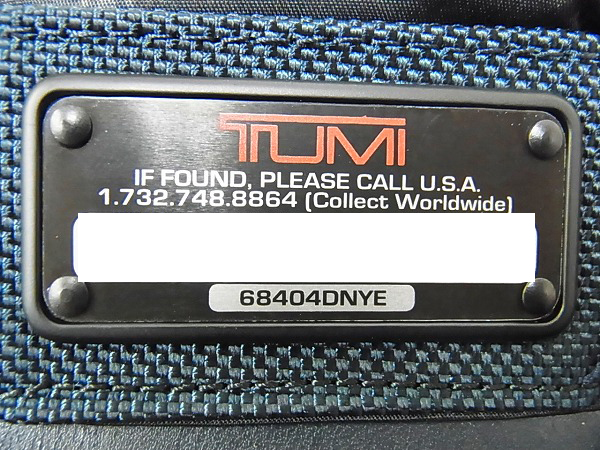 TUMI
IF FOUND, PLEASE CALL U.S.A.
1.732.748.8864 (Collect Worldwide)
68404DNYE